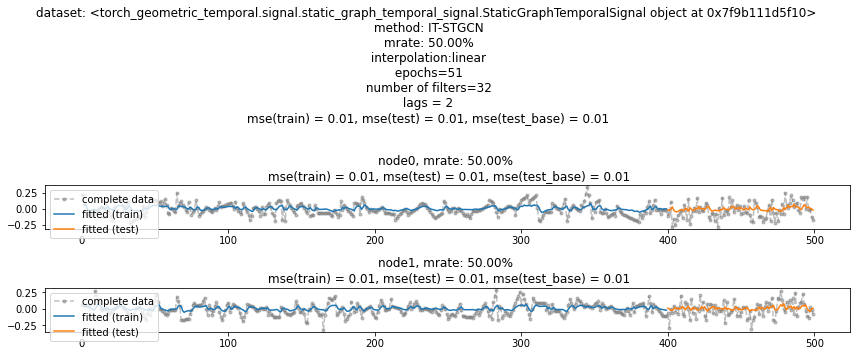 dataset: <torch_geometric_temporal.signal.static_graph_temporal_signal.StaticGraphTemporalSignal object at 0x7f9b111d5f10>
method: IT-STGCN
mrate: 50.00%
interpolation:linear
epochs=51
number of filters=32
lags = 2
mse(train) = 0.01, mse(test) = 0.01, mse(test_base) = 0.01
node0, mrate: 50.00%
mse(train) = 0.01, mse(test) = 0.01, mse(test_base) = 0.01
0.25
0.00
−0.25
complete data
fitted (train)
fitted (test)
0 100 200 300 400 500
node1, mrate: 50.00%
mse(train) = 0.01, mse(test) = 0.01, mse(test_base) = 0.01
0.25
0.00
−0.25
complete data
fitted (train)
fitted (test)
0 100 200 300 400 500